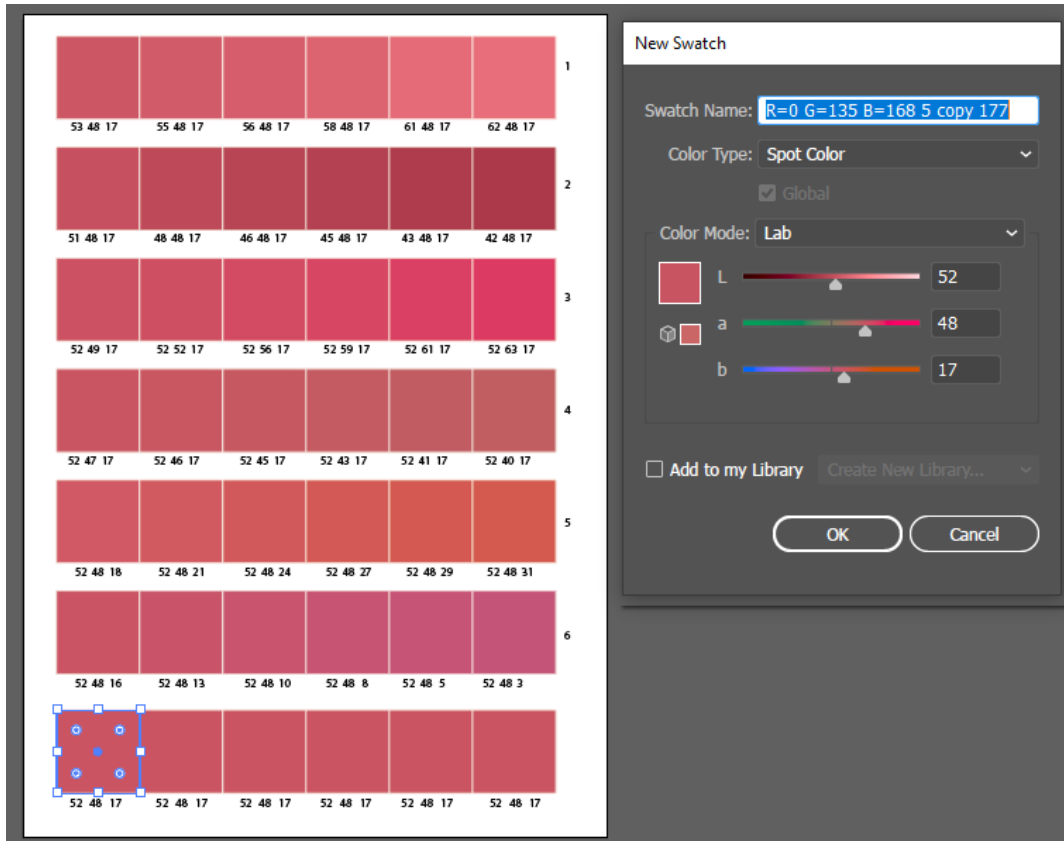 1
53 48 17 55 48 17 56 48 17 58 48 17 61 48 17 62 48 17
2
51 48 17 48 48 17 46 48 17 45 48 17 43 48 17 42 48 17
3
52 49 17 52 52 17 52 56 17 52 59 17 52 61 17 52 63 17
4
52 47 17 52 46 17 52 45 17 52 43 17 52 41 17 52 40 17
5
52 48 18 52 48 21 52 48 24 52 48 27 52 48 29 52 48 31
6
52 48 16 52 48 13 52 48 10 52 48 8 52 48 5 52 48 3
52 48 17 52 48 17 52 48 17 52 48 17 52 48 17 52 48 17
New Swatch
Swatch Name: R=0 G=135 B=168 5 copy 177
Color Type: Spot Color
Global
Color Mode: Lab
L 52
a 48
b 17
Add to my Library Create New Library...
OK Cancel